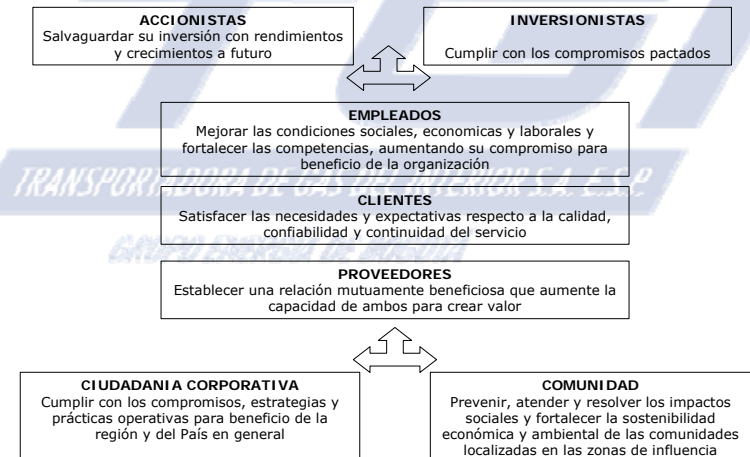 ACCIONISTAS
Salvaguardar su inversión con rendimientos
y crecimientos a futuro
INVERSIONISTAS
Cumplir con los compromisos pactados
EMPLEADOS
Mejorar las condiciones sociales, economicas y laborales y
fortalecer las competencias, aumentando su compromiso para
beneficio de la organización
TRANSPORTADORA DE GAS DEL INTERIOR S.A. E.S.P.
CLIENTES
Satisfacer las necesidades y expectativas respecto a la calidad,
confiabilidad y continuidad del servicio
GRUPO ENERGIA DE BOGOTA
PROVEEDORES
Establecer una relación mutuamente beneficiosa que aumente la
capacidad de ambos para crear valor
CIUDADANIA CORPORATIVA
Cumplir con los compromisos, estrategias y
prácticas operativas para beneficio de la
región y del País en general
COMUNIDAD
Prevenir, atender y resolver los impactos
sociales y fortalecer la sostenibilidad
económica y ambiental de las comunidades
localizadas en las zonas de influencia